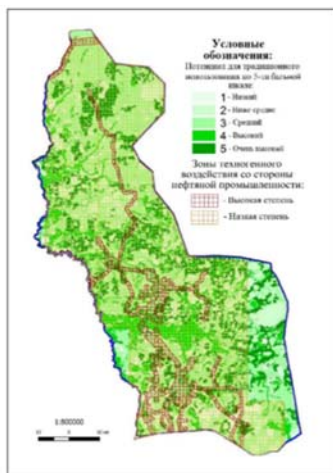 Условные
обозначения:
Потенциал для традиционного
использования по 5-ти бальной
шкале:
1 - Низкий
2 - Ниже средне
3 - Средний
4 - Высокий
5 - Очень высокий
Зоны техногенного
воздействия со стороны
нефтяной промышленности:
- Высокая степень
- Низкая степень
1:800000